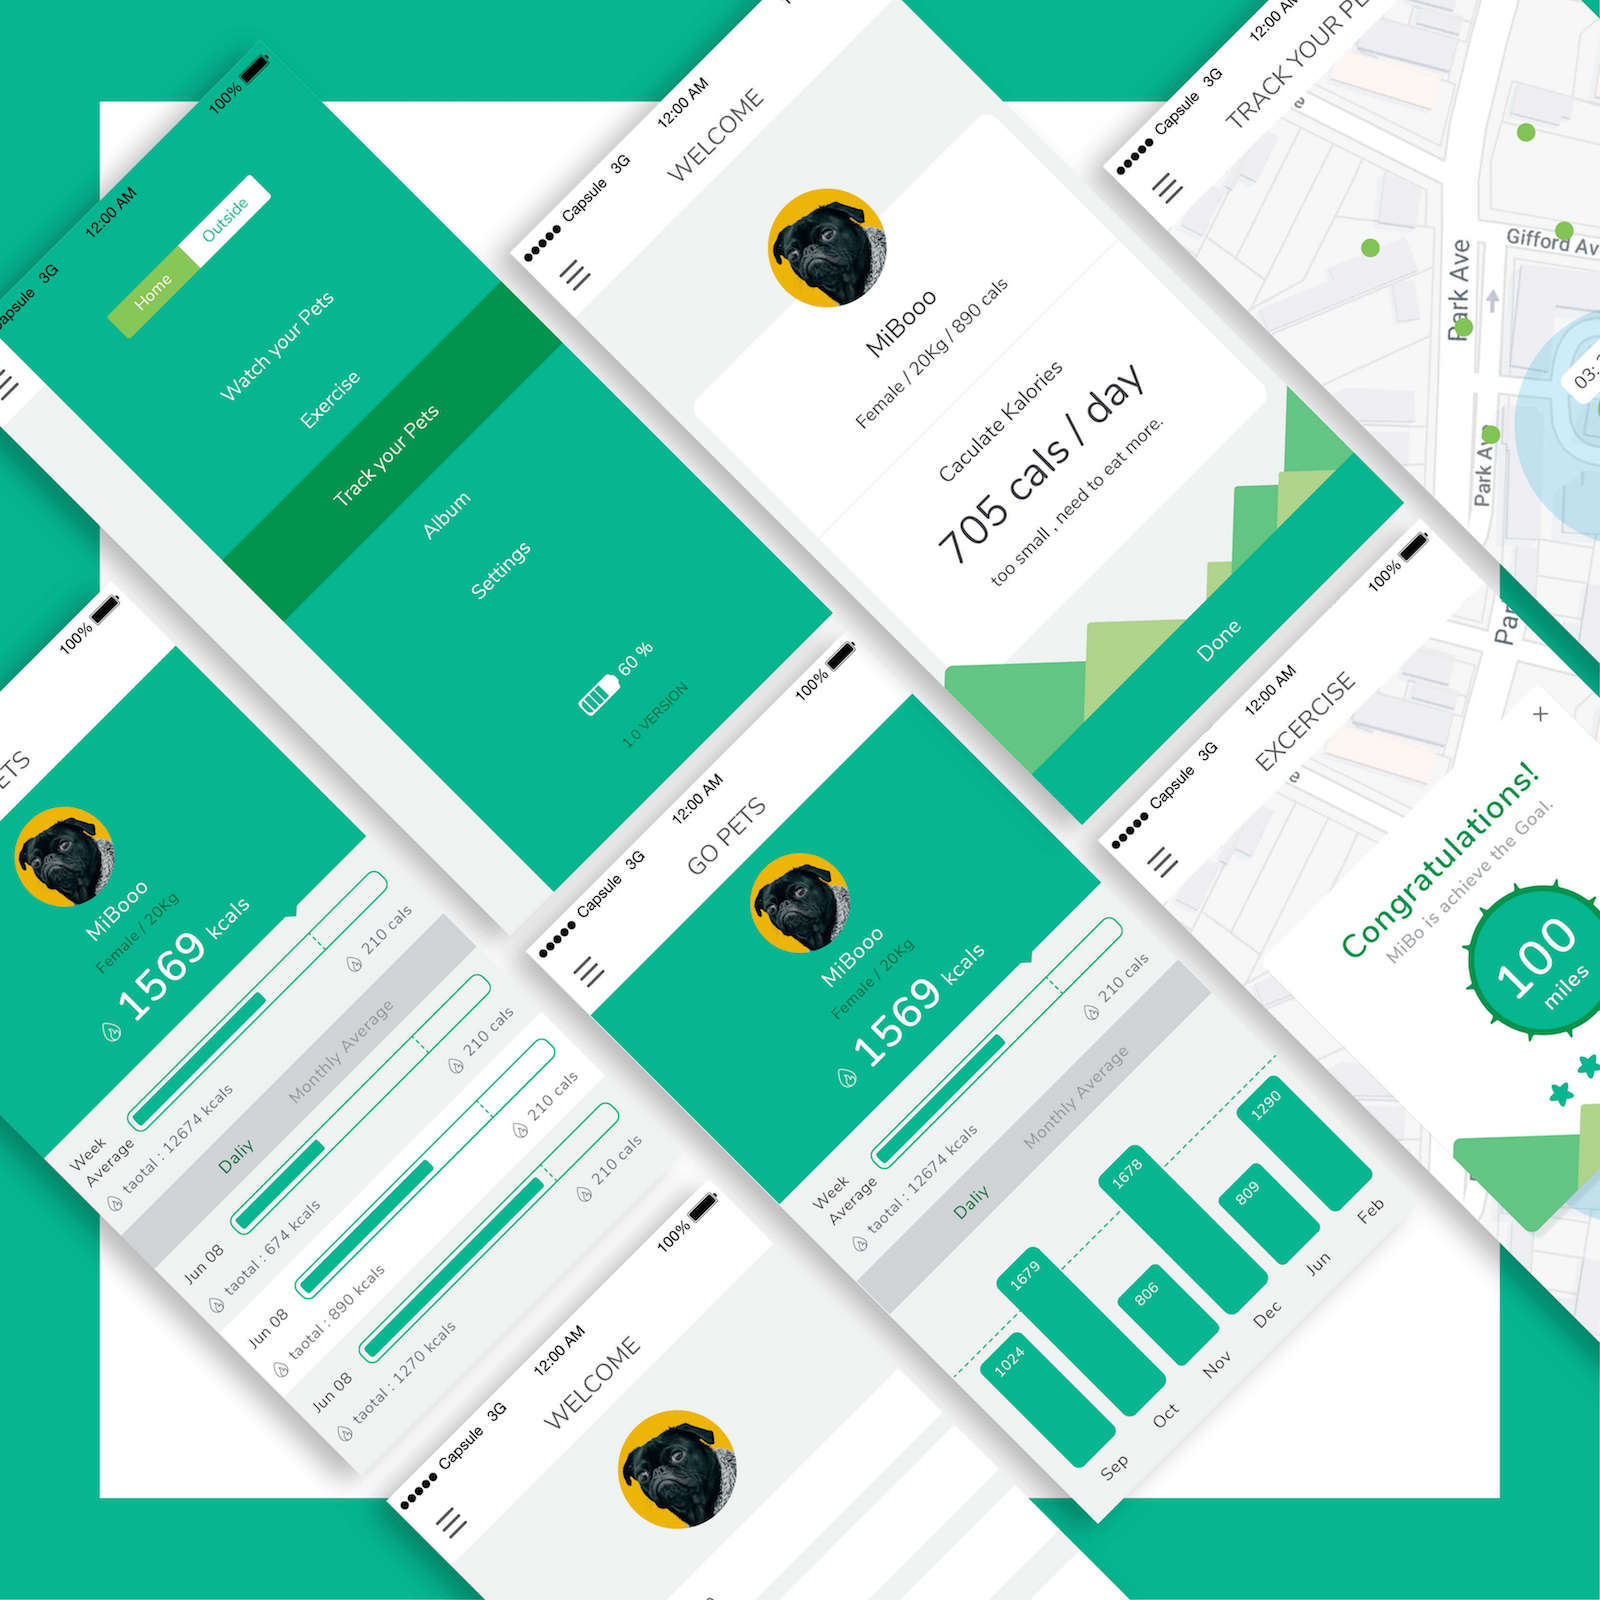 Capsule 3G
12:00 AM
100%
Home
Outside
Watch your Pets
Exercise
Track your Pets
Album
Settings
60 %
1.0 VERSION
Capsule 3G
12:00 AM
WELCOME
MiBooo
Female / 20Kg / 890 cals
Caculate Kalories
705 cals / day
too small , need to eat more.
Done
Capsule 3G
12:00 AM
TRACK YOUR PE
Gifford Av
Park Ave
Park Av
03:
Par
100%
ETS
MiBooo
Female / 20Kg
1569 kcals
Week
Average
210 cals
taotal : 12674 kcals
Daliy
Monthly Average
Jun 08
210 cals
taotal : 674 kcals
Jun 08
210 cals
taotal : 890 kcals
Jun 08
210 cals
taotal : 1270 kcals
Capsule 3G
12:00 AM
100%
GO PETS
MiBooo
Female / 20Kg
1569 kcals
Week
Average
210 cals
taotal : 12674 kcals
Daliy
Monthly Average
1024
1679
806
1678
809
1290
Sep
Oct
Nov
Dec
Jun
Feb
Capsule 3G
12:00 AM
100%
EXCERCISE
×
Congratulations!
MiBo is achieve the Goal.
100
miles
Capsule 3G
12:00 AM
100%
WELCOME